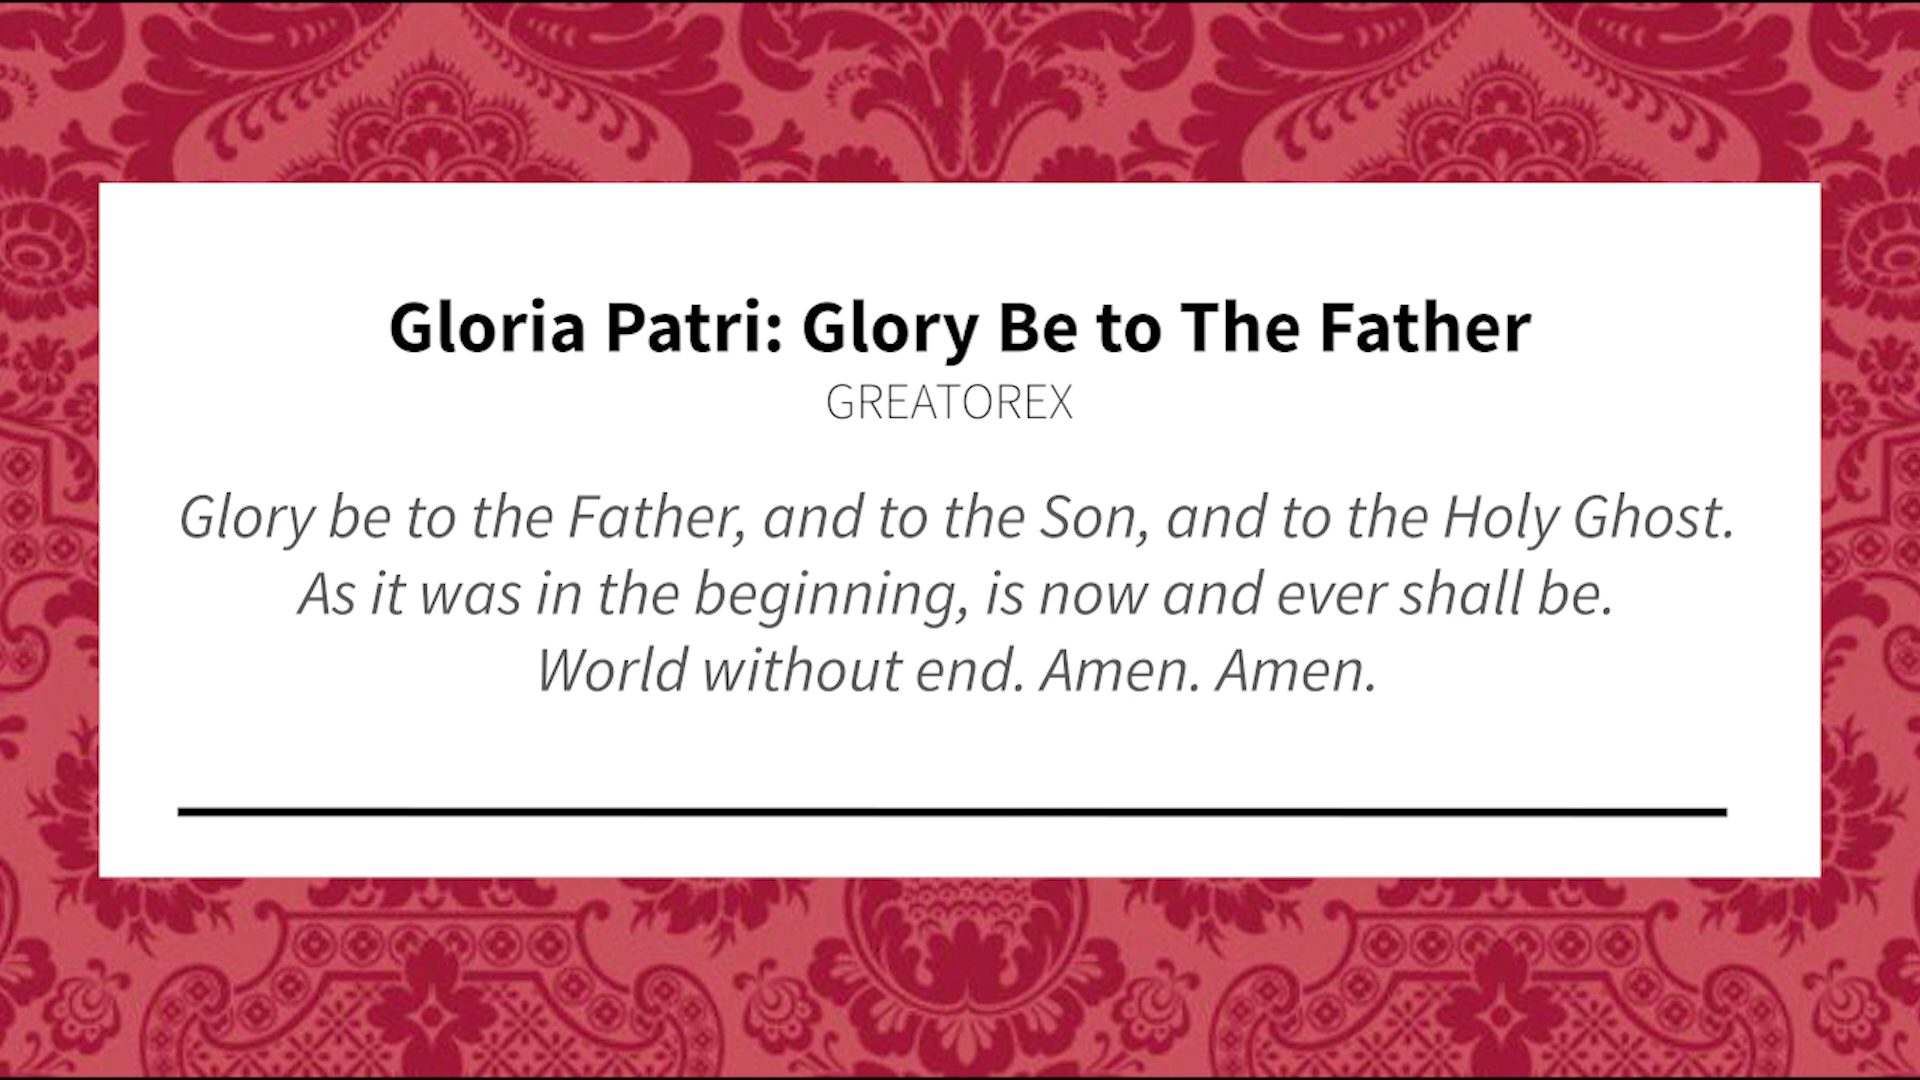 Gloria Patri: Glory Be to The Father
GREATOREX
Glory be to the Father, and to the Son, and to the Holy Ghost.
As it was in the beginning, is now and ever shall be.
World without end. Amen. Amen.